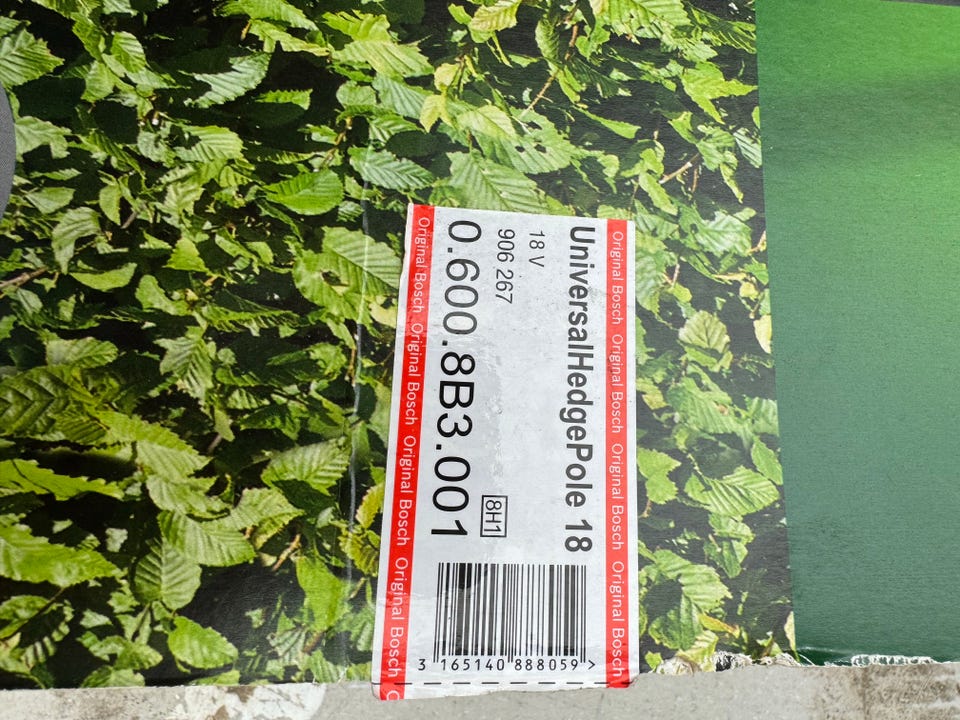 Original Bosch · Original Bosch · Original Bosch · Original Bosch
UniversalHedgePole 18
18 V
906 267
8H1
0.600.8B3.001
Original Bosch · Original Bosch · Original Bosch · Original Bosch
3 165140 888059 >